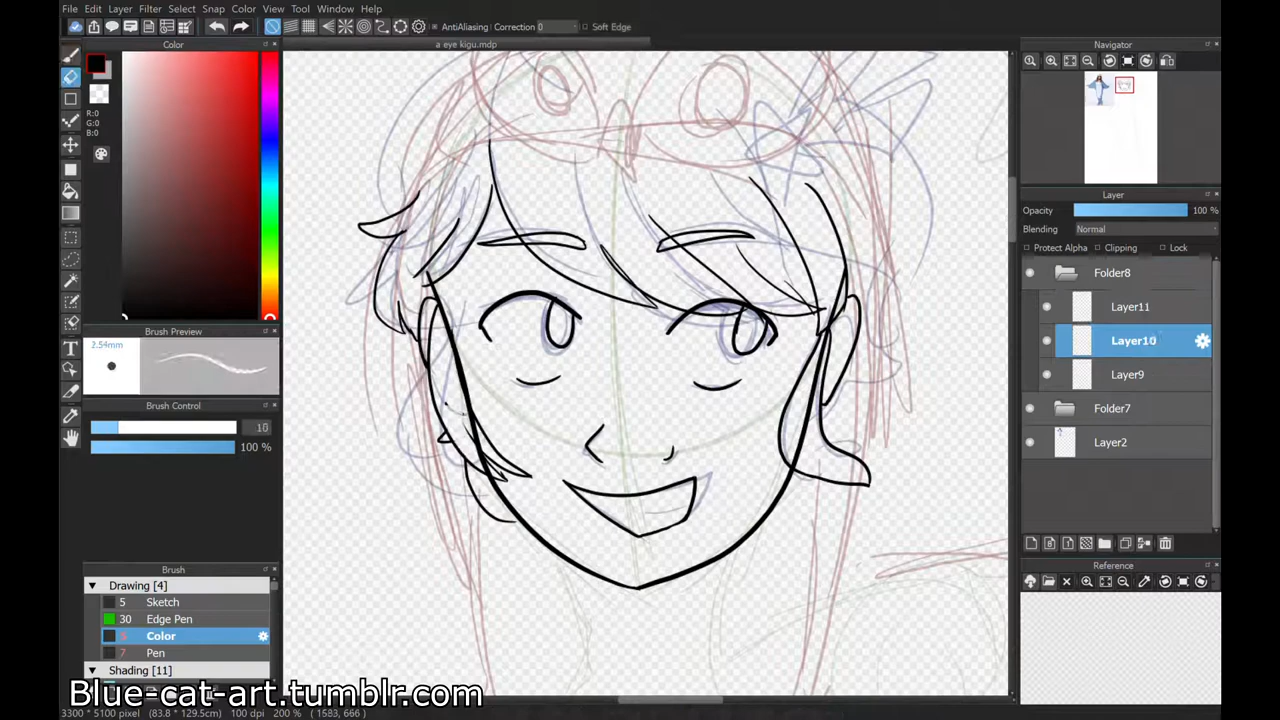 File Edit Layer Filter Select Snap Color View Tool Window Help
AntiAliasing Correction 0 Soft Edge
Color
a eye kigu.mdp
Navigator
R:0
G:0
B:0
Layer
Opacity 100 %
Blending Normal
Protect Alpha Clipping Lock
Folder8
Layer11
Layer10
Layer9
Folder7
Layer2
Brush Preview
2.54mm
Brush Control
100 %
Reference
Brush
Drawing [4]
5 Sketch
30 Edge Pen
Color
7 Pen
Shading [11]
Blue-cat-art.tumblr.com
3300 * 5100 pixel (83.8 * 129.5cm) 100 dpi 200 % ( 1583, 666 )